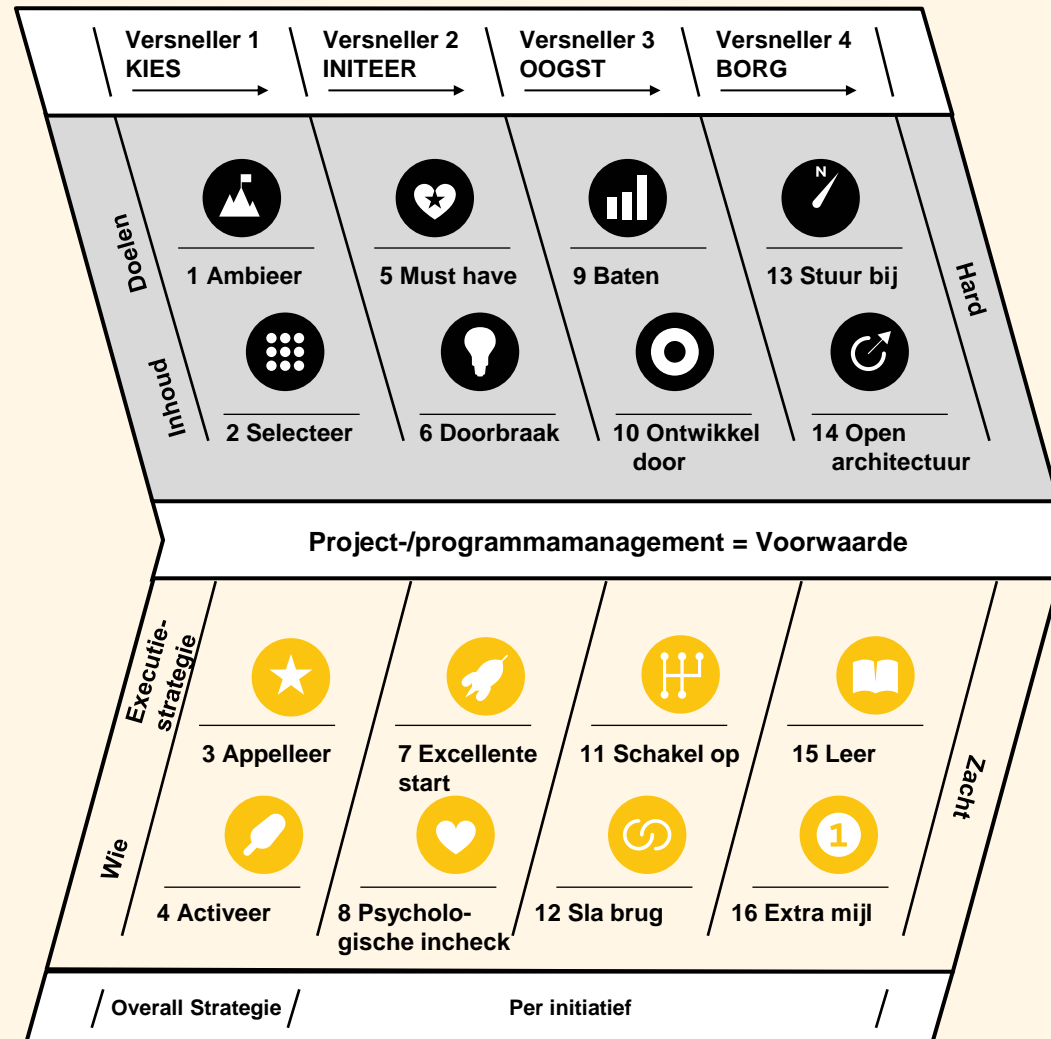 Versneller 1
KIES
Versneller 2
INITEER
Versneller 3
OOGST
Versneller 4
BORG
Doelen
N
1 Ambieer
5 Must have
9 Baten
13 Stuur bij
Hard
Inhoud
2 Selecteer
6 Doorbraak
10 Ontwikkel
door
14 Open
architectuur
Project-/programmamanagement = Voorwaarde
Executie-
strategie
3 Appelleer
7 Excellente
start
11 Schakel op
15 Leer
Zacht
Wie
1
4 Activeer
8 Psycholo-
gische incheck
12 Sla brug
16 Extra mijl
Overall Strategie
Per initiatief